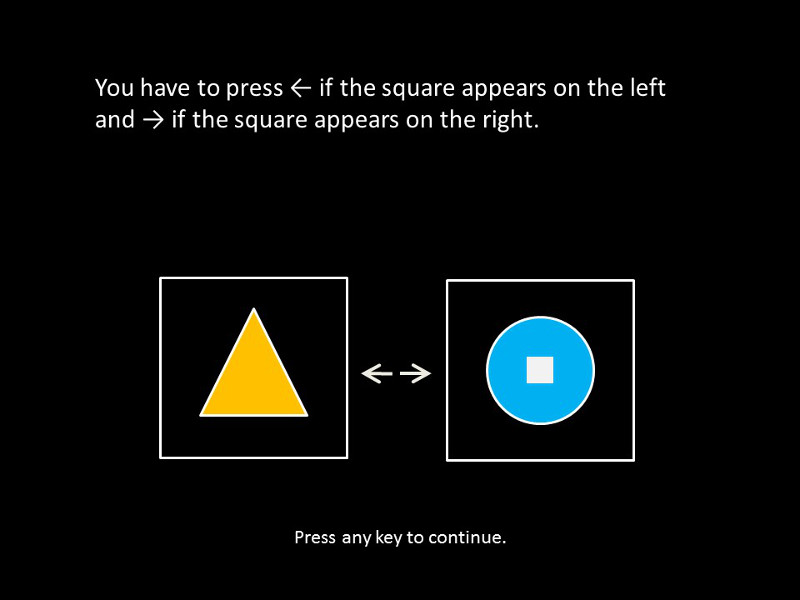 You have to press ← if the square appears on the left
and → if the square appears on the right.
← →
Press any key to continue.